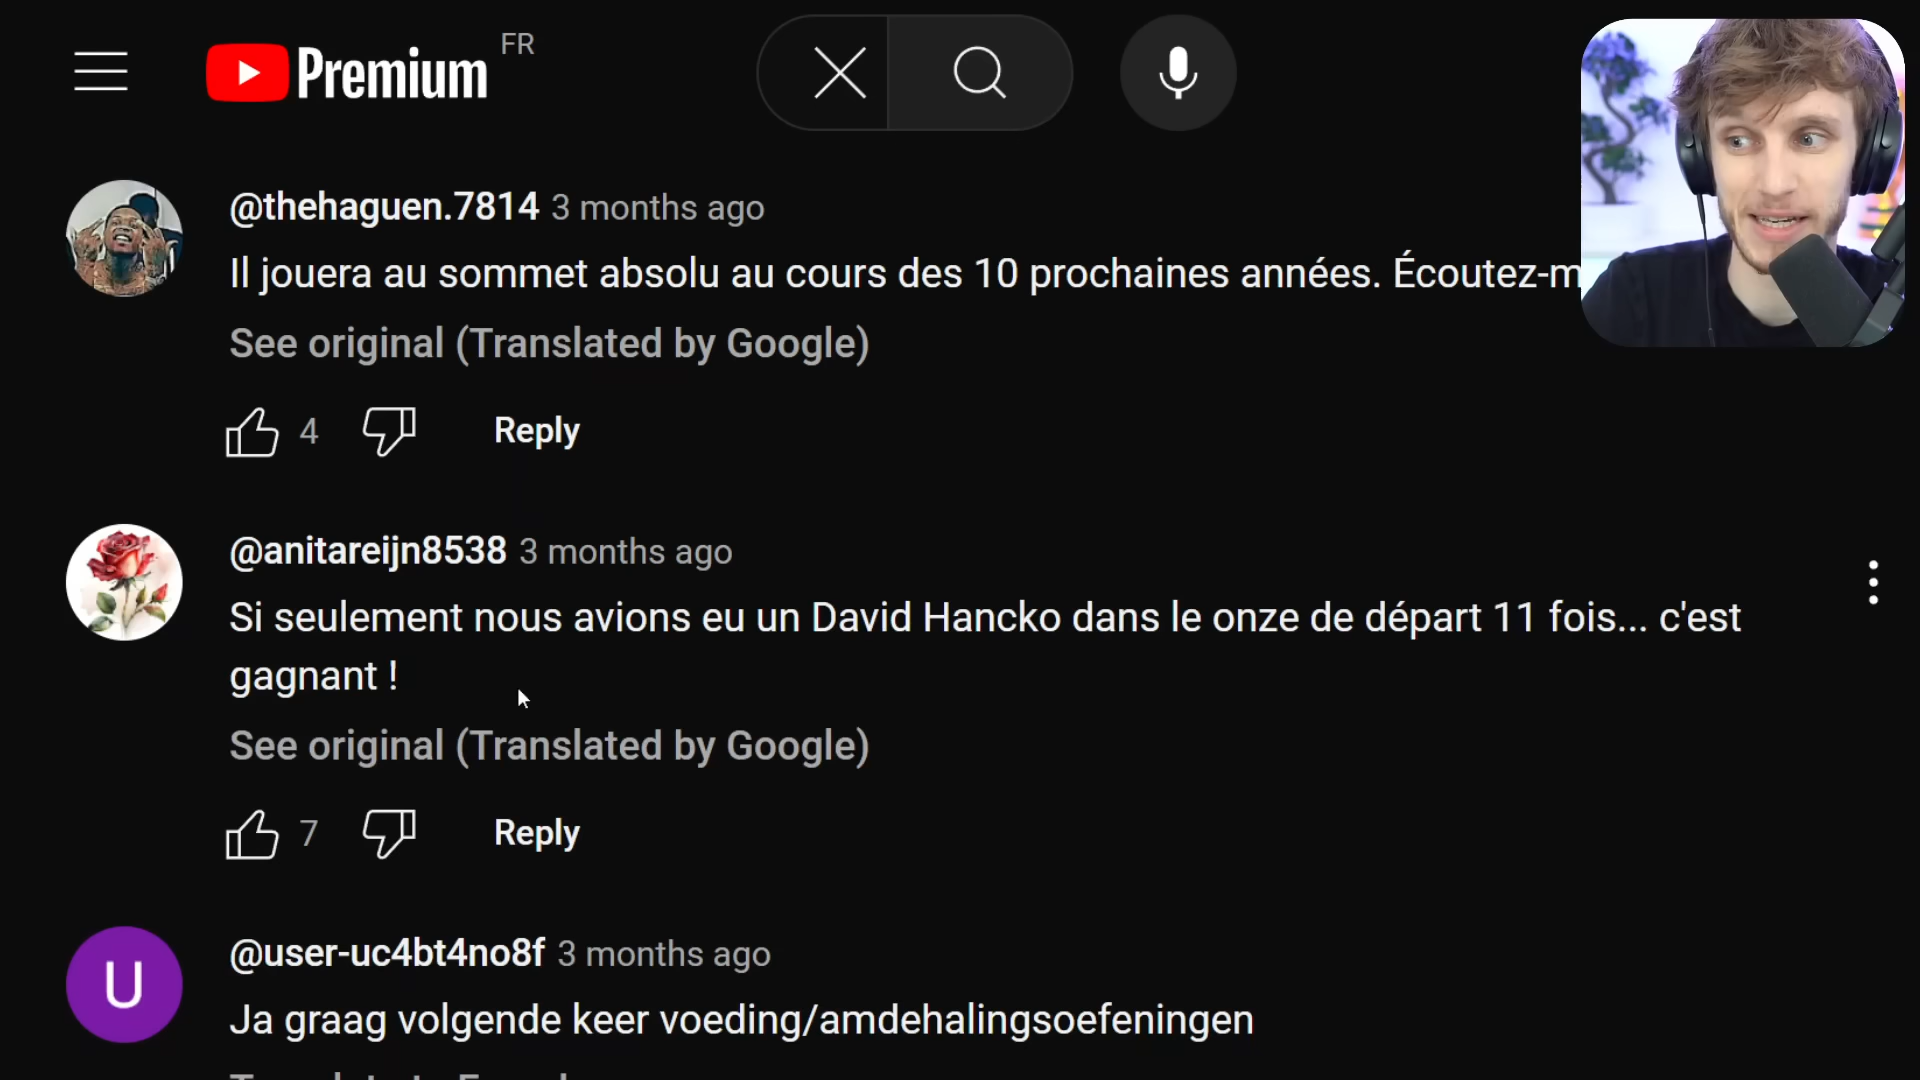 Premium FR
@thehaguen.7814 3 months ago
Il jouera au sommet absolu au cours des 10 prochaines années. Écoutez-m
See original (Translated by Google)
4 Reply
@anitareijn8538 3 months ago
Si seulement nous avions eu un David Hancko dans le onze de départ 11 fois... c'est
gagnant !
See original (Translated by Google)
7 Reply
U
@user-uc4bt4no8f 3 months ago
Ja graag volgende keer voeding/amdehalingsoefeningen